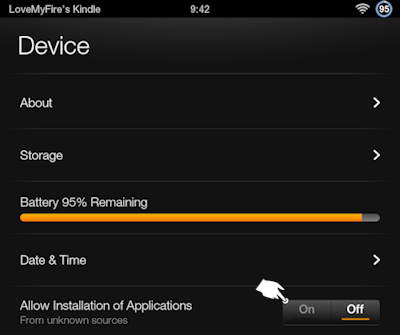 LoveMyFire's Kindle 9:42 95
Device
About
Storage
Battery 95% Remaining
Date & Time
Allow Installation of Applications On Off
From unknown sources